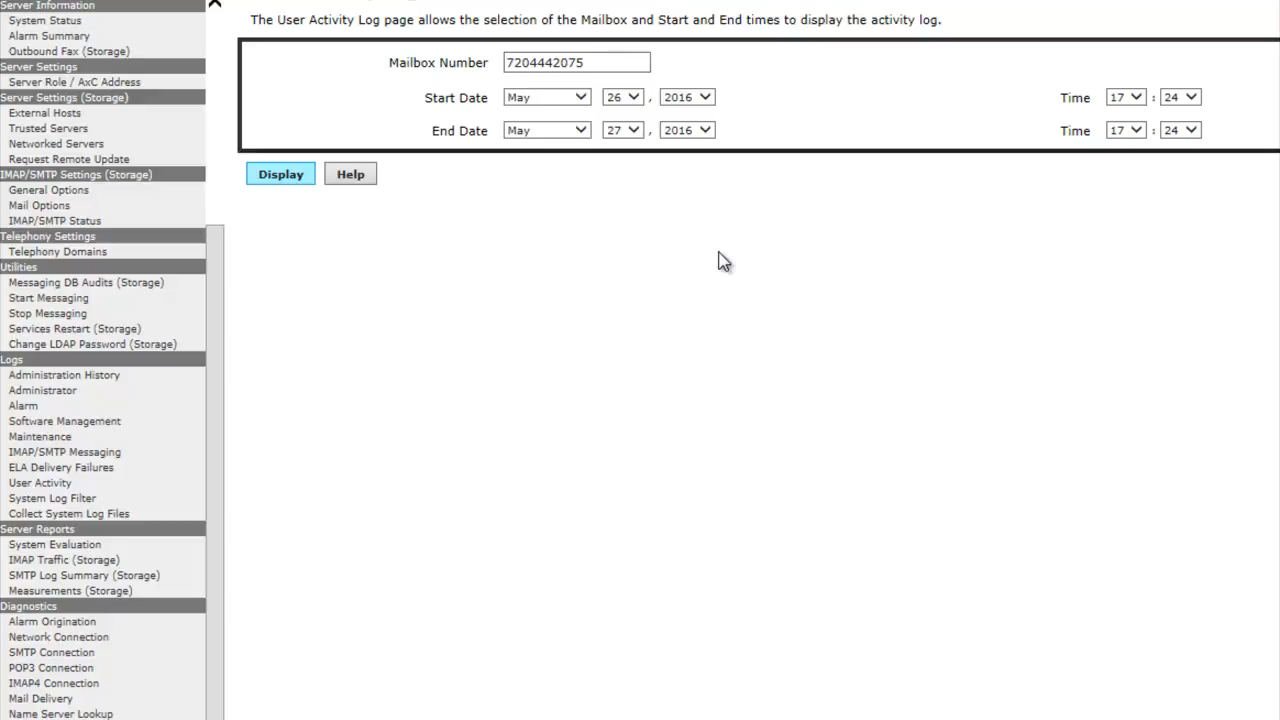 Server Information
System Status
Alarm Summary
Outbound Fax (Storage)
Server Settings
Server Role / AxC Address
Server Settings (Storage)
External Hosts
Trusted Servers
Networked Servers
Request Remote Update
IMAP/SMTP Settings (Storage)
General Options
Mail Options
IMAP/SMTP Status
Telephony Settings
Telephony Domains
Utilities
Messaging DB Audits (Storage)
Start Messaging
Stop Messaging
Services Restart (Storage)
Change LDAP Password (Storage)
Logs
Administration History
Administrator
Alarm
Software Management
Maintenance
IMAP/SMTP Messaging
ELA Delivery Failures
User Activity
System Log Filter
Collect System Log Files
Server Reports
System Evaluation
IMAP Traffic (Storage)
SMTP Log Summary (Storage)
Measurements (Storage)
Diagnostics
Alarm Origination
Network Connection
SMTP Connection
POP3 Connection
IMAP4 Connection
Mail Delivery
Name Server Lookup
The User Activity Log page allows the selection of the Mailbox and Start and End times to display the activity log.
Mailbox Number 7204442075
Start Date May 26 , 2016 Time 17 : 24
End Date May 27 , 2016 Time 17 : 24
Display Help